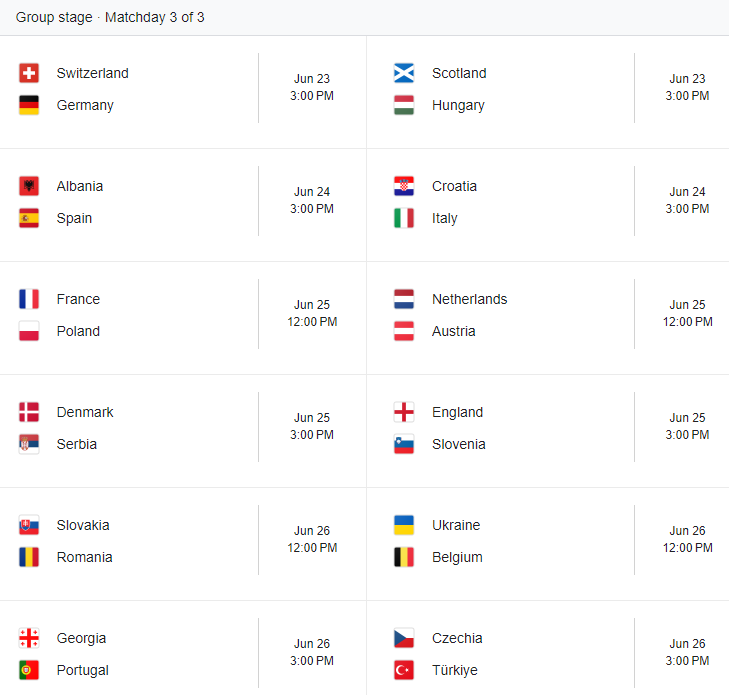 Group stage · Matchday 3 of 3
Switzerland
Germany
Jun 23
3:00 PM
Scotland
Hungary
Jun 23
3:00 PM
Albania
Spain
Jun 24
3:00 PM
Croatia
Italy
Jun 24
3:00 PM
France
Poland
Jun 25
12:00 PM
Netherlands
Austria
Jun 25
12:00 PM
Denmark
Serbia
Jun 25
3:00 PM
England
Slovenia
Jun 25
3:00 PM
Slovakia
Romania
Jun 26
12:00 PM
Ukraine
Belgium
Jun 26
12:00 PM
Georgia
Portugal
Jun 26
3:00 PM
Czechia
Türkiye
Jun 26
3:00 PM